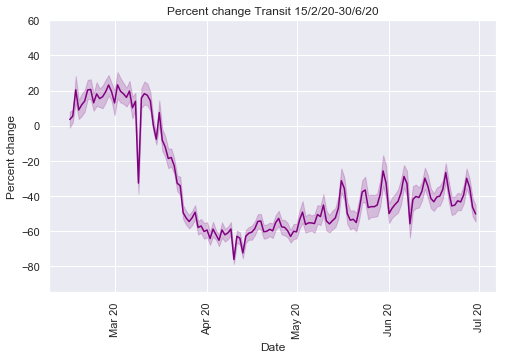 Percent change Transit 15/2/20-30/6/20
60
40
20
0
−20
−40
−60
−80
Percent change
Mar 20
Apr 20
May 20
Jun 20
Jul 20
Date